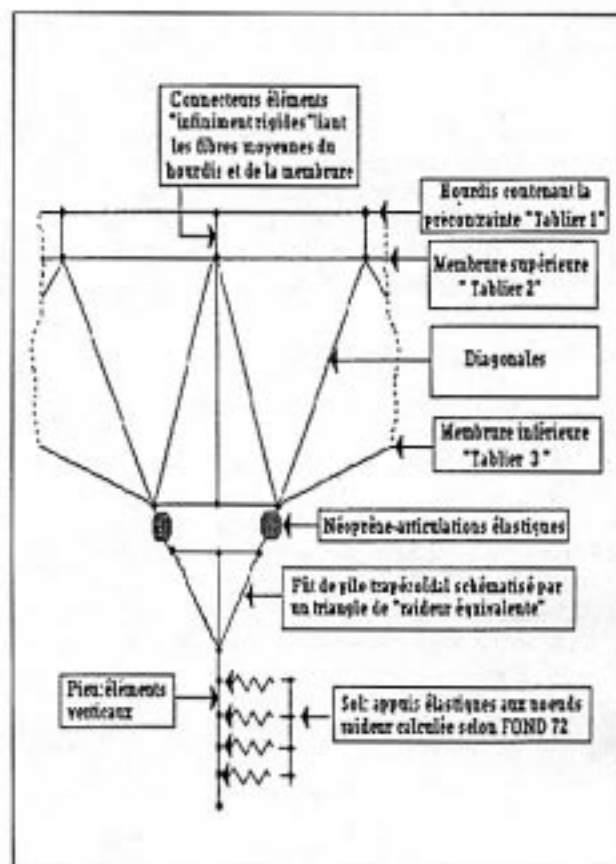 Connecteurs éléments
"infiniment rigides" liant
les fibres moyennes du
hourdis et de la membrure
Hourdis contenant la
précontrainte "Tablier 1"
Membrure supérieure
" Tablier 2"
Diagonales
Membrure inférieure
"Tablier 3"
Néoprène-articulations élastiques
Fût de pile trapézoïdal schématisé par
un triangle de "raideur équivalente"
Pieu: éléments
verticaux
Sol: appuis élastiques aux noeuds
raideur calculée selon FOND 72